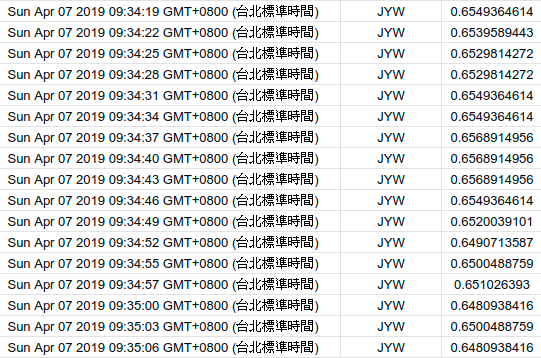 Sun Apr 07 2019 09:34:19 GMT+0800 (台北標準時間) JYW 0.6549364614
Sun Apr 07 2019 09:34:22 GMT+0800 (台北標準時間) JYW 0.6539589443
Sun Apr 07 2019 09:34:25 GMT+0800 (台北標準時間) JYW 0.6529814272
Sun Apr 07 2019 09:34:28 GMT+0800 (台北標準時間) JYW 0.6529814272
Sun Apr 07 2019 09:34:31 GMT+0800 (台北標準時間) JYW 0.6549364614
Sun Apr 07 2019 09:34:34 GMT+0800 (台北標準時間) JYW 0.6549364614
Sun Apr 07 2019 09:34:37 GMT+0800 (台北標準時間) JYW 0.6568914956
Sun Apr 07 2019 09:34:40 GMT+0800 (台北標準時間) JYW 0.6568914956
Sun Apr 07 2019 09:34:43 GMT+0800 (台北標準時間) JYW 0.6568914956
Sun Apr 07 2019 09:34:46 GMT+0800 (台北標準時間) JYW 0.6549364614
Sun Apr 07 2019 09:34:49 GMT+0800 (台北標準時間) JYW 0.6520039101
Sun Apr 07 2019 09:34:52 GMT+0800 (台北標準時間) JYW 0.6490713587
Sun Apr 07 2019 09:34:55 GMT+0800 (台北標準時間) JYW 0.6500488759
Sun Apr 07 2019 09:34:57 GMT+0800 (台北標準時間) JYW 0.651026393
Sun Apr 07 2019 09:35:00 GMT+0800 (台北標準時間) JYW 0.6480938416
Sun Apr 07 2019 09:35:03 GMT+0800 (台北標準時間) JYW 0.6500488759
Sun Apr 07 2019 09:35:06 GMT+0800 (台北標準時間) JYW 0.6480938416